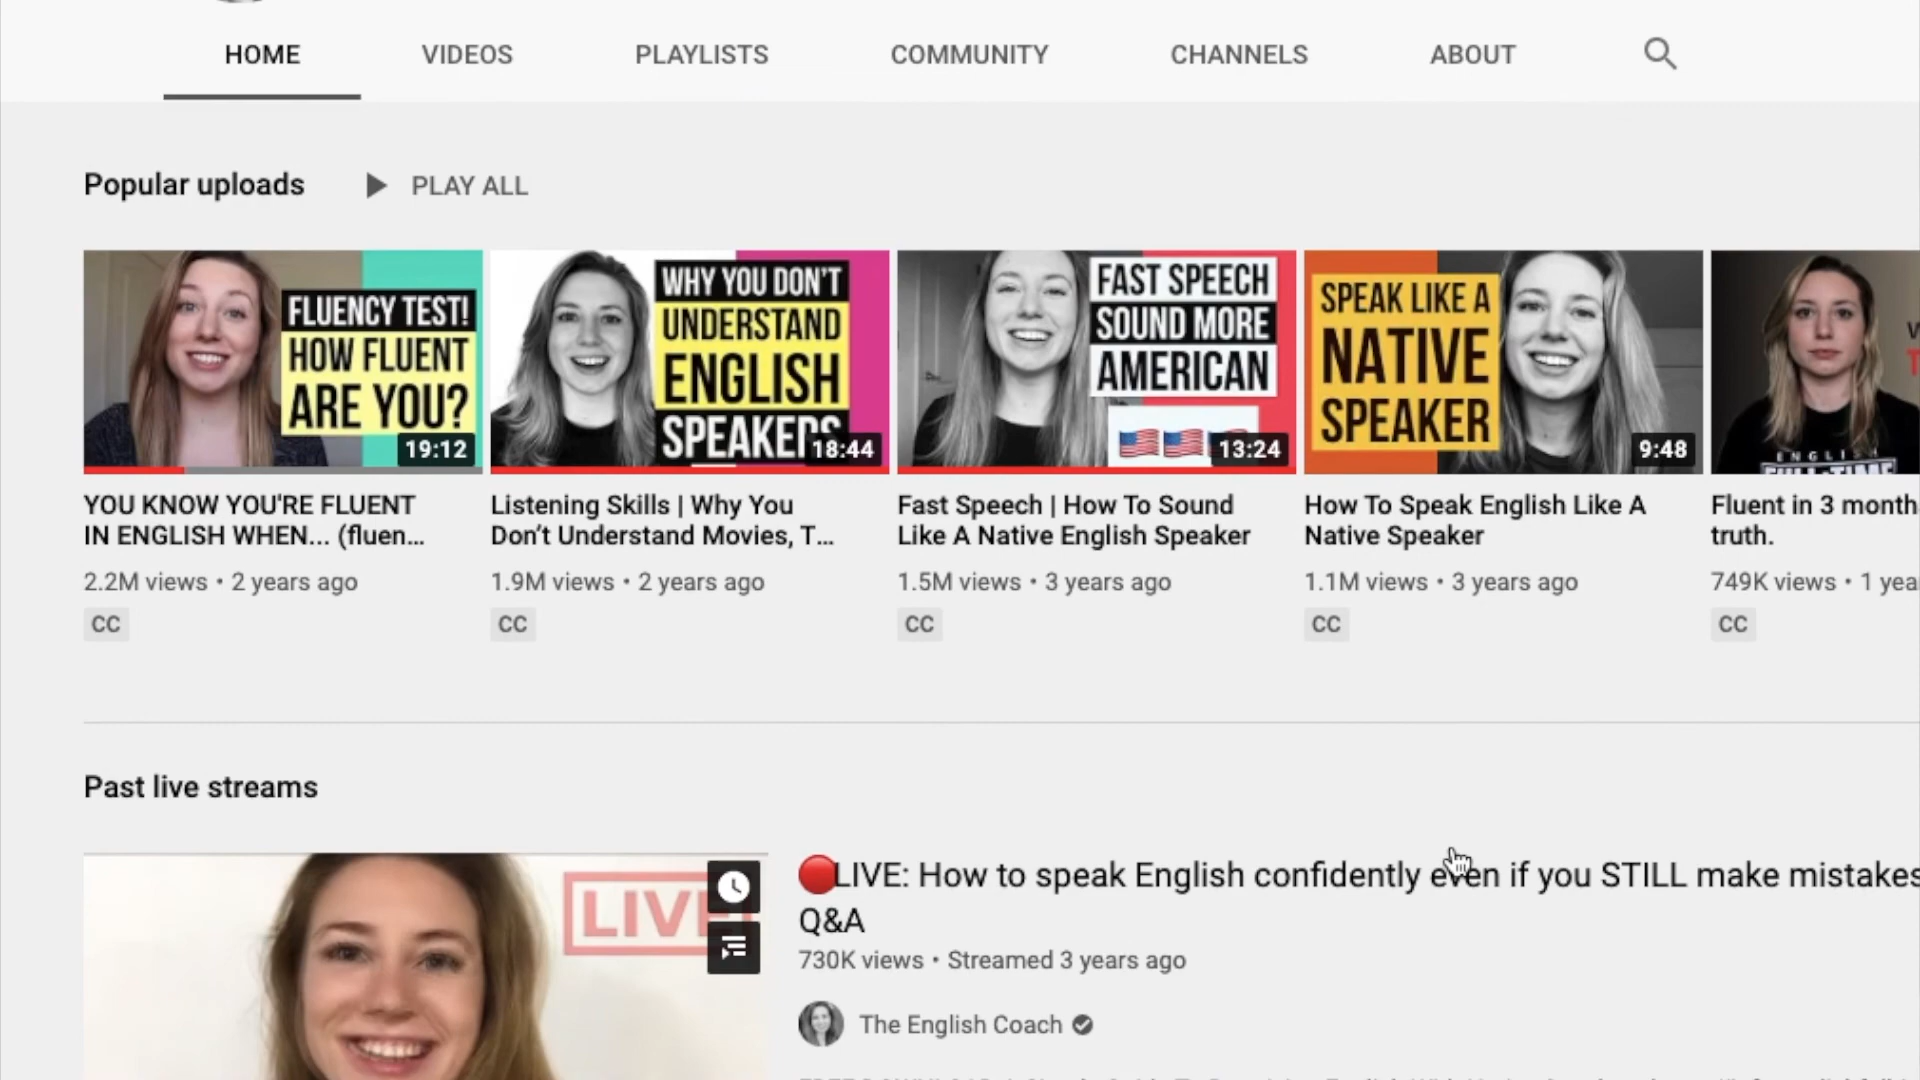 HOME VIDEOS PLAYLISTS COMMUNITY CHANNELS ABOUT
Popular uploads PLAY ALL
FLUENCY TEST!
HOW FLUENT
ARE YOU?
19:12
WHY YOU DON'T
UNDERSTAND
ENGLISH
SPEAKERS
18:44
FAST SPEECH
SOUND MORE
AMERICAN
13:24
SPEAK LIKE A
NATIVE
SPEAKER
9:48
ENGLISH
FULL-TIME
YOU KNOW YOU'RE FLUENT
IN ENGLISH WHEN... (fluen...
2.2M views • 2 years ago
CC
Listening Skills | Why You
Don’t Understand Movies, T...
1.9M views • 2 years ago
CC
Fast Speech | How To Sound
Like A Native English Speaker
1.5M views • 3 years ago
CC
How To Speak English Like A
Native Speaker
1.1M views • 3 years ago
CC
Fluent in 3 month
truth.
749K views • 1 yea
CC
Past live streams
LIVE!
🔴LIVE: How to speak English confidently even if you STILL make mistakes
Q&A
730K views • Streamed 3 years ago
The English Coach